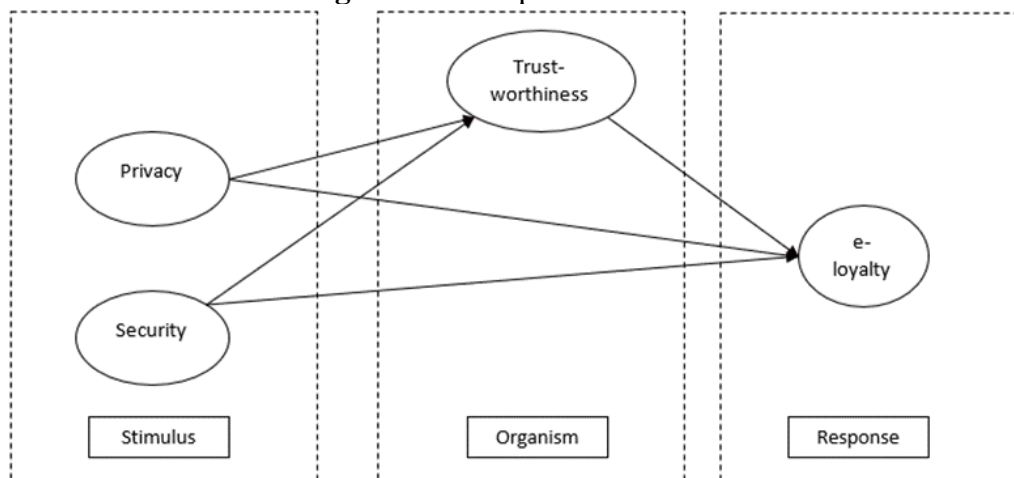 Trust-
worthiness
Privacy
e-
loyalty
Security
Stimulus
Organism
Response